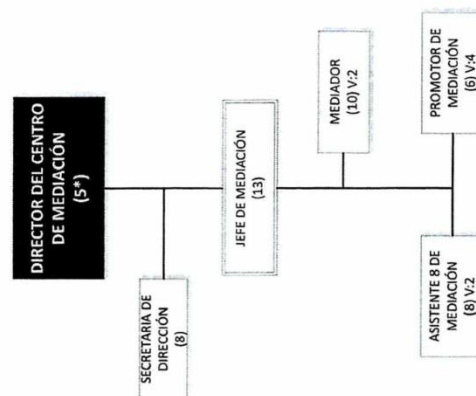 DIRECTOR DEL CENTRO
DE MEDIACIÓN
(5*)
SECRETARIA DE
DIRECCIÓN
(8)
JEFE DE MEDIACIÓN
(13)
MEDIADOR
(10) V:2
ASISTENTE 8 DE
MEDIACIÓN
(8) V:2
PROMOTOR DE
MEDIACIÓN
(6) V:4